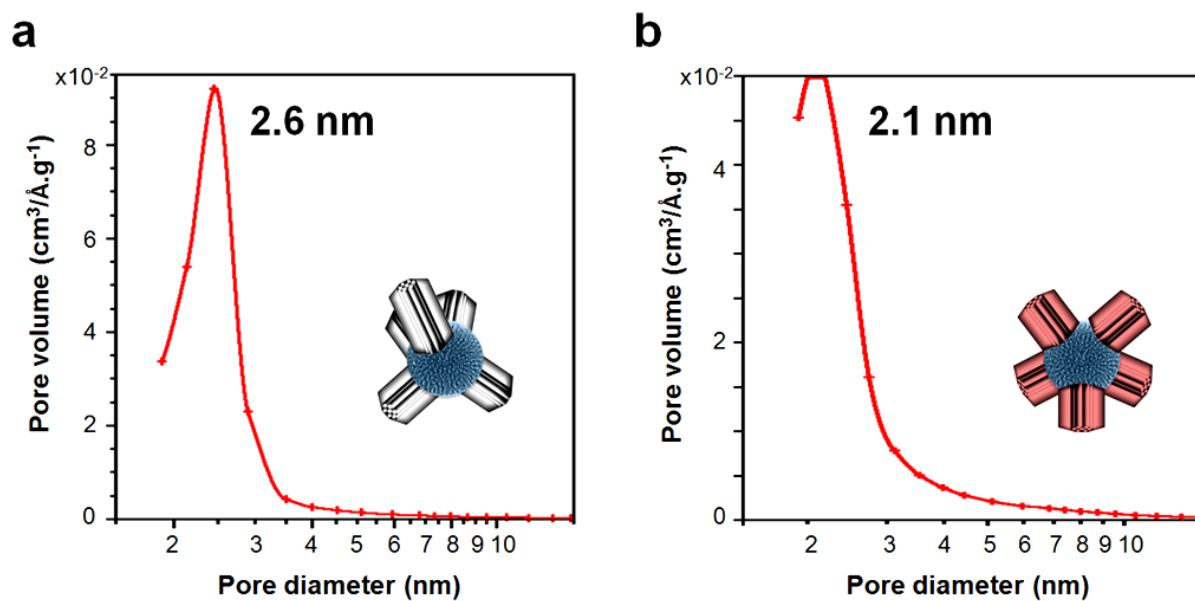 a
x10-2
2.6 nm
8
6
4
2
0
Pore volume (cm3/Å.g-1)
2 3 4 5 6 7 8 9 10
Pore diameter (nm)
b
x10-2
2.1 nm
4
2
0
Pore volume (cm3/Å.g-1)
2 3 4 5 6 7 8 9 10
Pore diameter (nm)